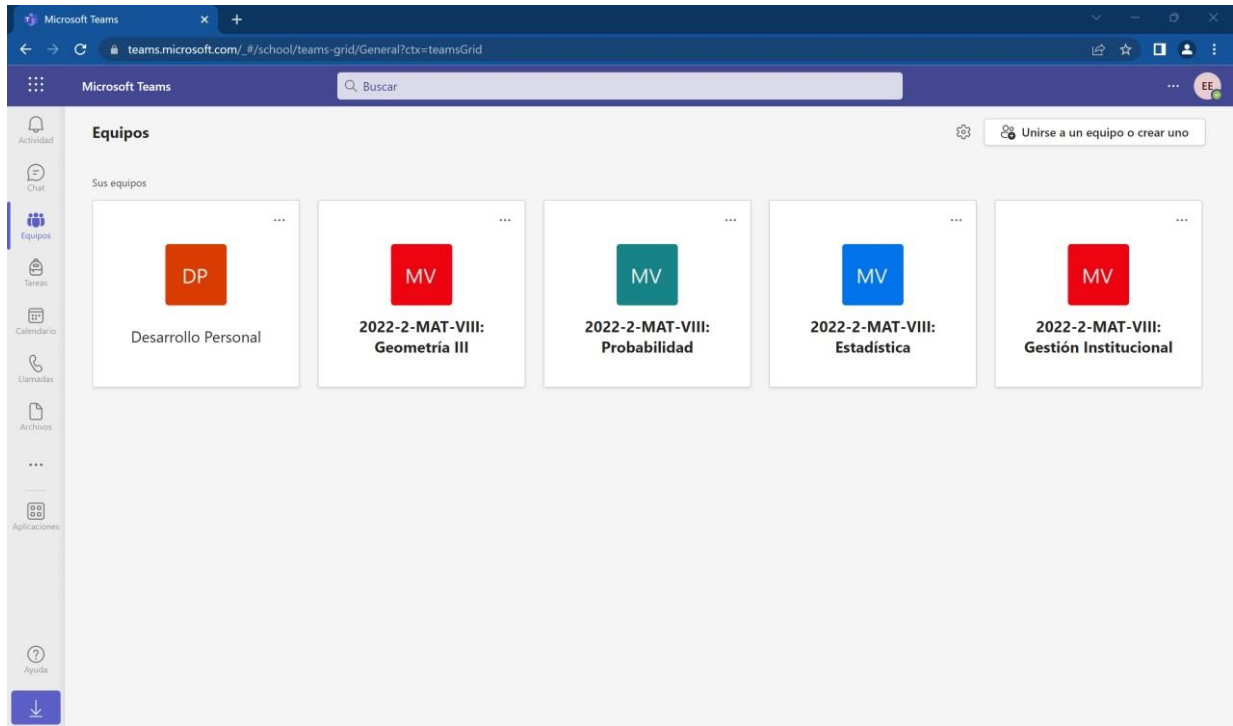 Microsoft Teams
teams.microsoft.com/_#/school/teams-grid/General?ctx=teamsGrid
Microsoft Teams
Buscar
...
EE
Actividad
Chat
Equipos
Tareas
Calendario
Llamadas
Archivos
...
Aplicaciones
Ayuda
Equipos
Unirse a un equipo o crear uno
Sus equipos
...
DP
Desarrollo Personal
...
MV
2022-2-MAT-VIII:
Geometría III
...
MV
2022-2-MAT-VIII:
Probabilidad
...
MV
2022-2-MAT-VIII:
Estadística
...
MV
2022-2-MAT-VIII:
Gestión Institucional